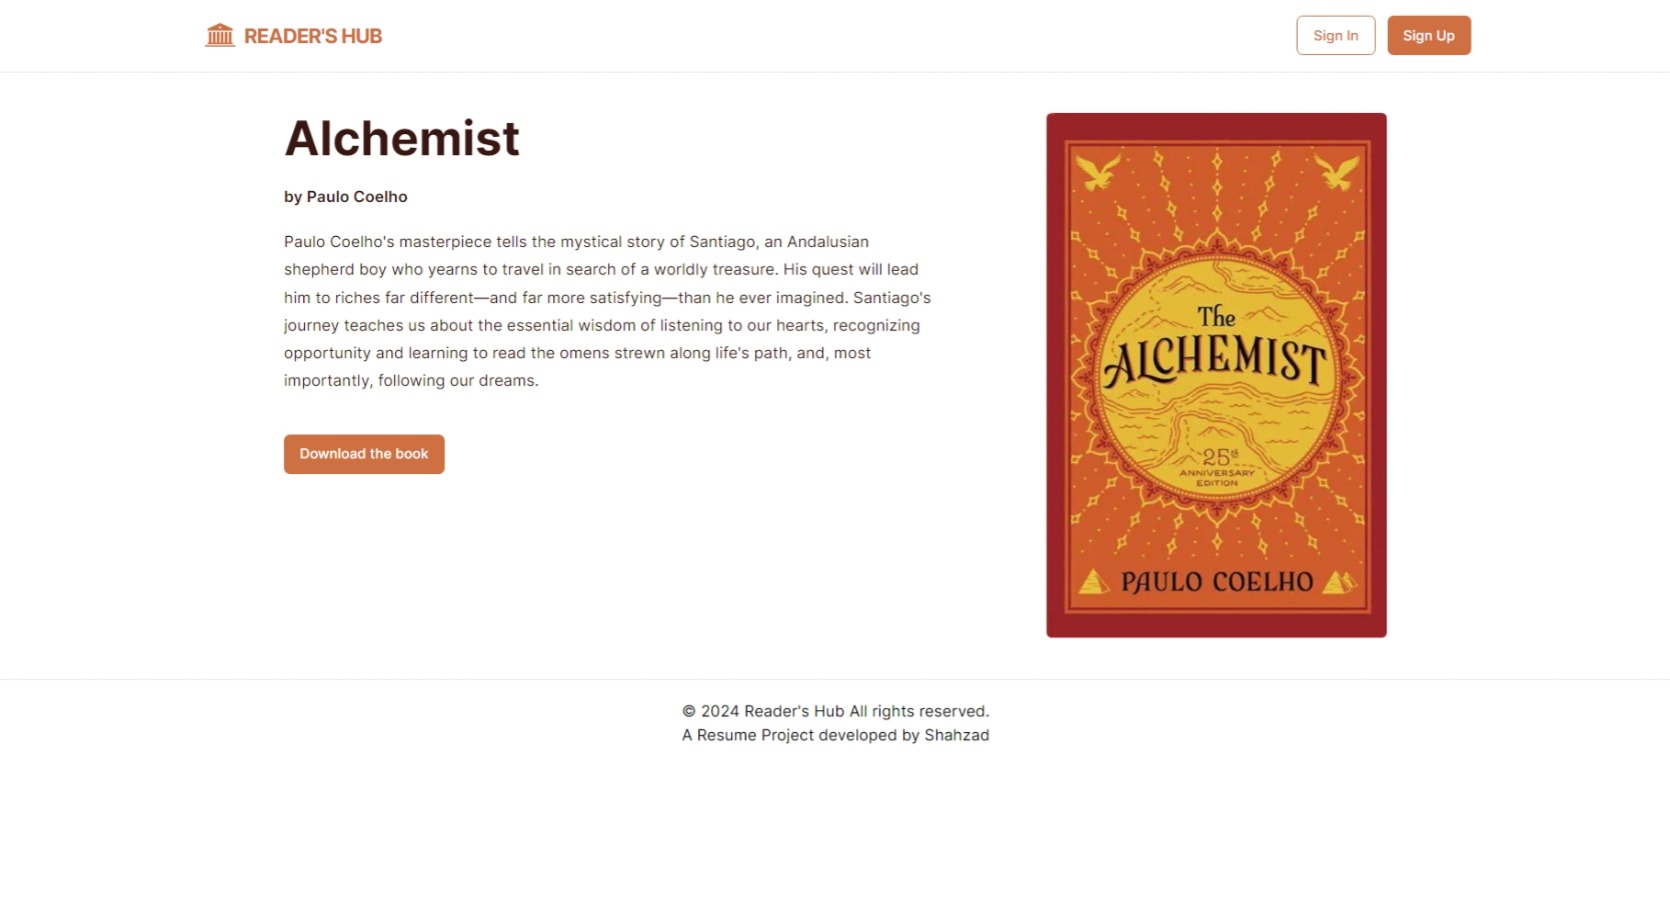 READER'S HUB
Sign In
Sign Up
Alchemist
by Paulo Coelho
Paulo Coelho's masterpiece tells the mystical story of Santiago, an Andalusian
shepherd boy who yearns to travel in search of a worldly treasure. His quest will lead
him to riches far different—and far more satisfying—than he ever imagined. Santiago's
journey teaches us about the essential wisdom of listening to our hearts, recognizing
opportunity and learning to read the omens strewn along life's path, and, most
importantly, following our dreams.
Download the book
The
ALCHEMIST
25th
ANNIVERSARY
EDITION
PAULO COELHO
© 2024 Reader's Hub All rights reserved.
A Resume Project developed by Shahzad